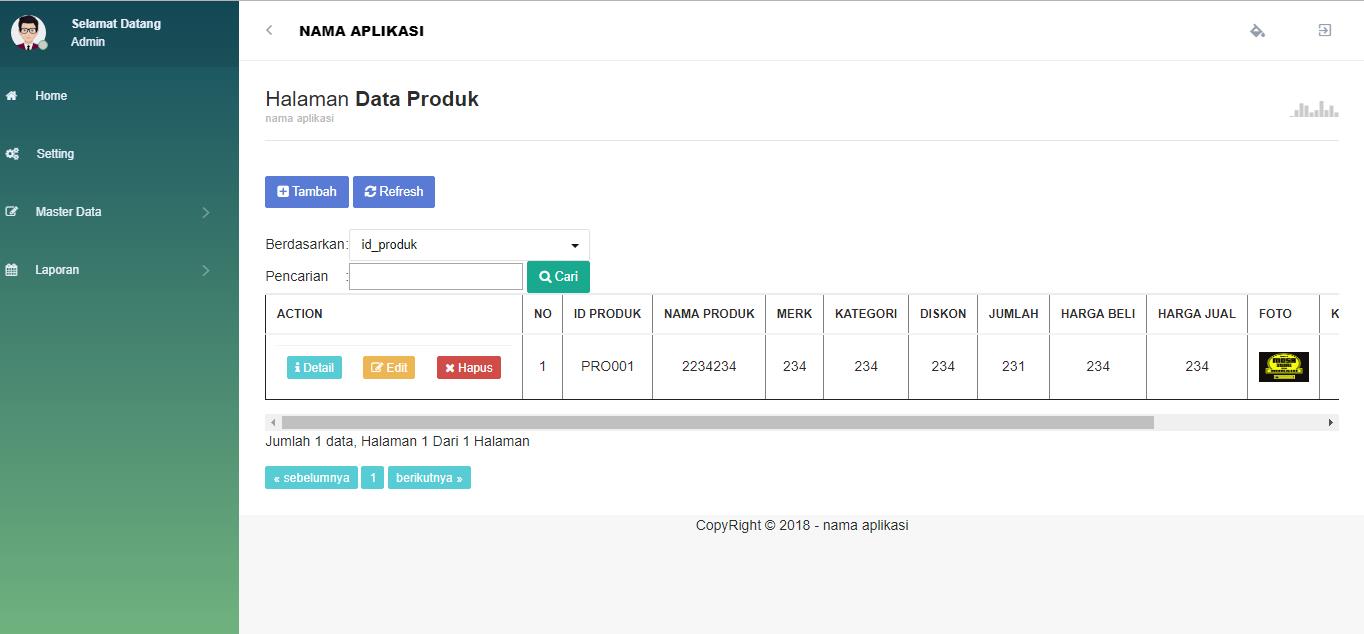 Selamat Datang
Admin
Home
Setting
Master Data
Laporan
NAMA APLIKASI
Halaman Data Produk
nama aplikasi
Tambah Refresh
Berdasarkan: id_produk
Pencarian : Cari
ACTION NO ID PRODUK NAMA PRODUK MERK KATEGORI DISKON JUMLAH HARGA BELI HARGA JUAL FOTO K
Detail Edit Hapus 1 PRO001 2234234 234 234 234 231 234 234
Jumlah 1 data, Halaman 1 Dari 1 Halaman
« sebelumnya 1 berikutnya »
CopyRight © 2018 - nama aplikasi